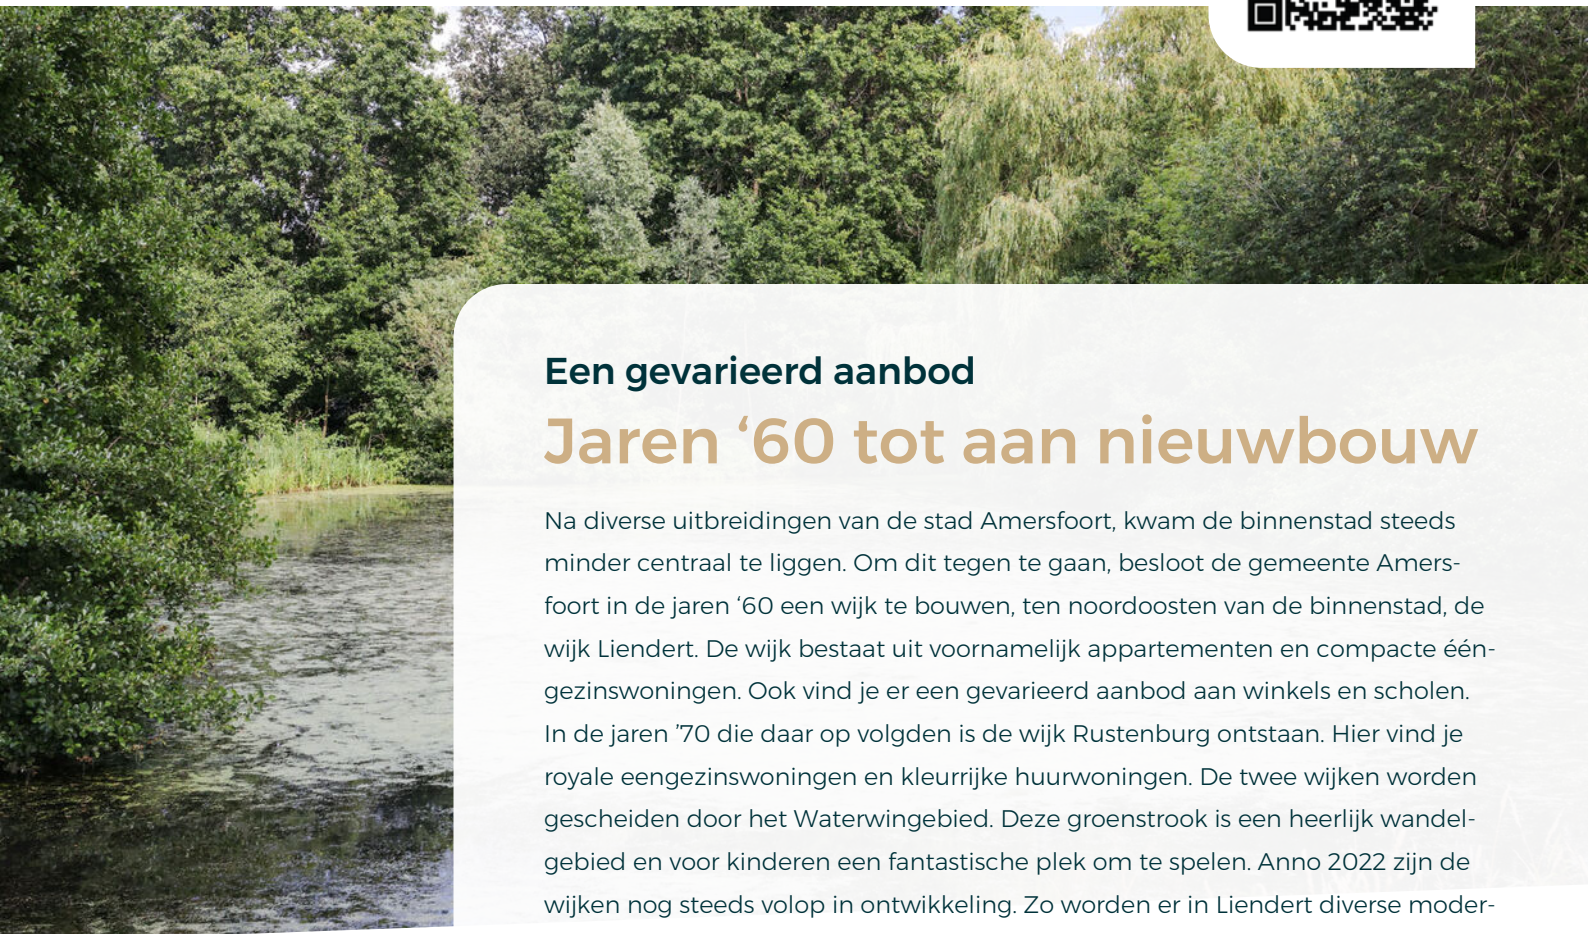 Een gevarieerd aanbod
Jaren ‘60 tot aan nieuwbouw
Na diverse uitbreidingen van de stad Amersfoort, kwam de binnenstad steeds
minder centraal te liggen. Om dit tegen te gaan, besloot de gemeente Amers-
foort in de jaren ‘60 een wijk te bouwen, ten noordoosten van de binnenstad, de
wijk Liendert. De wijk bestaat uit voornamelijk appartementen en compacte één-
gezinswoningen. Ook vind je er een gevarieerd aanbod aan winkels en scholen.
In de jaren ’70 die daar op volgden is de wijk Rustenburg ontstaan. Hier vind je
royale eengezinswoningen en kleurrijke huurwoningen. De twee wijken worden
gescheiden door het Waterwingebied. Deze groenstrook is een heerlijk wandel-
gebied en voor kinderen een fantastische plek om te spelen. Anno 2022 zijn de
wijken nog steeds volop in ontwikkeling. Zo worden er in Liendert diverse moder-